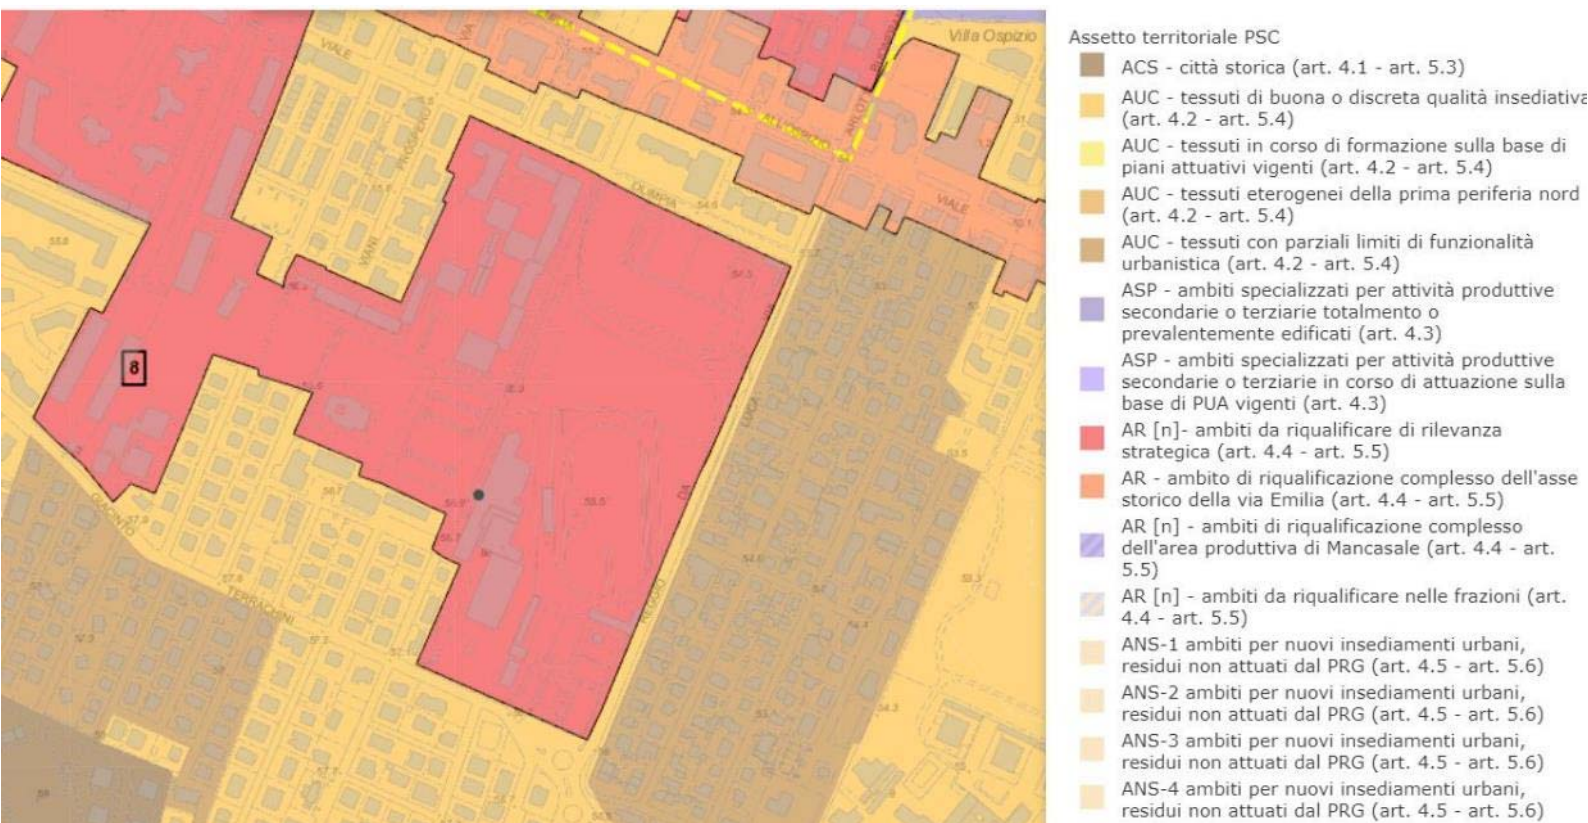 Villa Ospizio
VIALE
VIA
OLIMPIA
VIALE
VIANI
PROSPERO
8
LUCA
DA
REGGIO
GIACINTO
TERRACHINI
Assetto territoriale PSC
ACS - città storica (art. 4.1 - art. 5.3)
AUC - tessuti di buona o discreta qualità insediativa
(art. 4.2 - art. 5.4)
AUC - tessuti in corso di formazione sulla base di
piani attuativi vigenti (art. 4.2 - art. 5.4)
AUC - tessuti eterogenei della prima periferia nord
(art. 4.2 - art. 5.4)
AUC - tessuti con parziali limiti di funzionalità
urbanistica (art. 4.2 - art. 5.4)
ASP - ambiti specializzati per attività produttive
secondarie o terziarie totalmento o
prevalentemente edificati (art. 4.3)
ASP - ambiti specializzati per attività produttive
secondarie o terziarie in corso di attuazione sulla
base di PUA vigenti (art. 4.3)
AR [n]- ambiti da riqualificare di rilevanza
strategica (art. 4.4 - art. 5.5)
AR - ambito di riqualificazione complesso dell'asse
storico della via Emilia (art. 4.4 - art. 5.5)
AR [n] - ambiti di riqualificazione complesso
dell'area produttiva di Mancasale (art. 4.4 - art.
5.5)
AR [n] - ambiti da riqualificare nelle frazioni (art.
4.4 - art. 5.5)
ANS-1 ambiti per nuovi insediamenti urbani,
residui non attuati dal PRG (art. 4.5 - art. 5.6)
ANS-2 ambiti per nuovi insediamenti urbani,
residui non attuati dal PRG (art. 4.5 - art. 5.6)
ANS-3 ambiti per nuovi insediamenti urbani,
residui non attuati dal PRG (art. 4.5 - art. 5.6)
ANS-4 ambiti per nuovi insediamenti urbani,
residui non attuati dal PRG (art. 4.5 - art. 5.6)